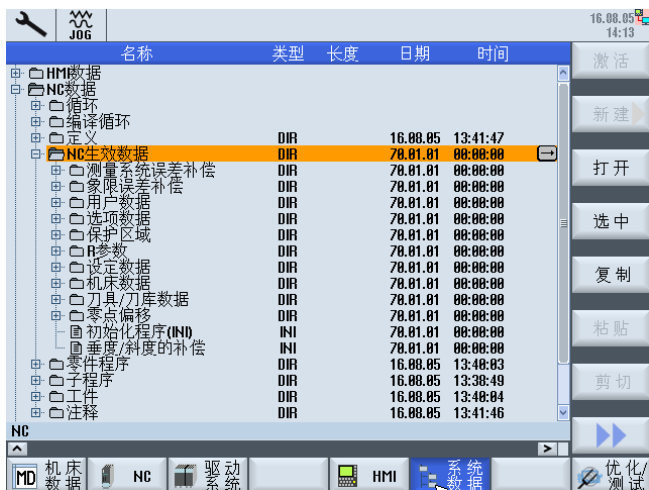 JOG
16.08.05
14:13
名称 类型 长度 日期 时间
HMI数据
NC数据
循环
编译循环
定义 DIR 16.08.05 13:41:47
NC生效数据 DIR 70.01.01 00:00:00
测量系统误差补偿 DIR 70.01.01 00:00:00
象限误差补偿 DIR 70.01.01 00:00:00
用户数据 DIR 70.01.01 00:00:00
选项数据 DIR 70.01.01 00:00:00
保护区域 DIR 70.01.01 00:00:00
R参数 DIR 70.01.01 00:00:00
设定数据 DIR 70.01.01 00:00:00
机床数据 DIR 70.01.01 00:00:00
刀具/刀库数据 DIR 70.01.01 00:00:00
零点偏移 DIR 70.01.01 00:00:00
初始化程序(INI) INI 70.01.01 00:00:00
垂度/斜度的补偿 INI 70.01.01 00:00:00
零件程序 DIR 16.08.05 13:40:03
子程序 DIR 16.08.05 13:38:49
工件 DIR 16.08.05 13:40:04
注释 DIR 16.08.05 13:41:46
NC
激活
新建
打开
选中
复制
粘贴
剪切
MD 机床数据
NC
驱动系统
HMI
系统数据
优化/测试